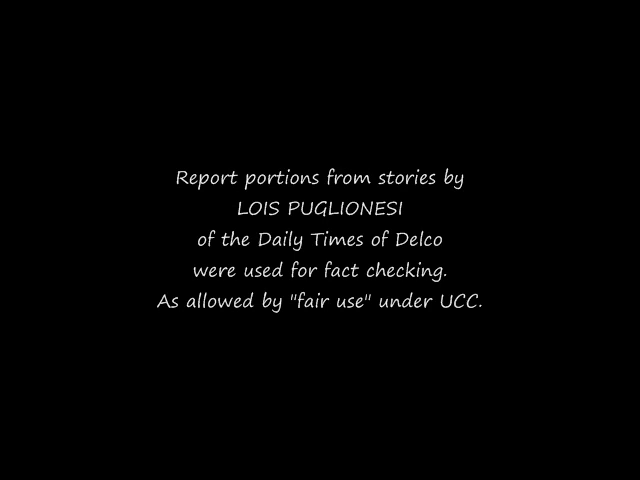 Report portions from stories by
LOIS PUGLIONESI
of the Daily Times of Delco
were used for fact checking.
As allowed by "fair use" under UCC.